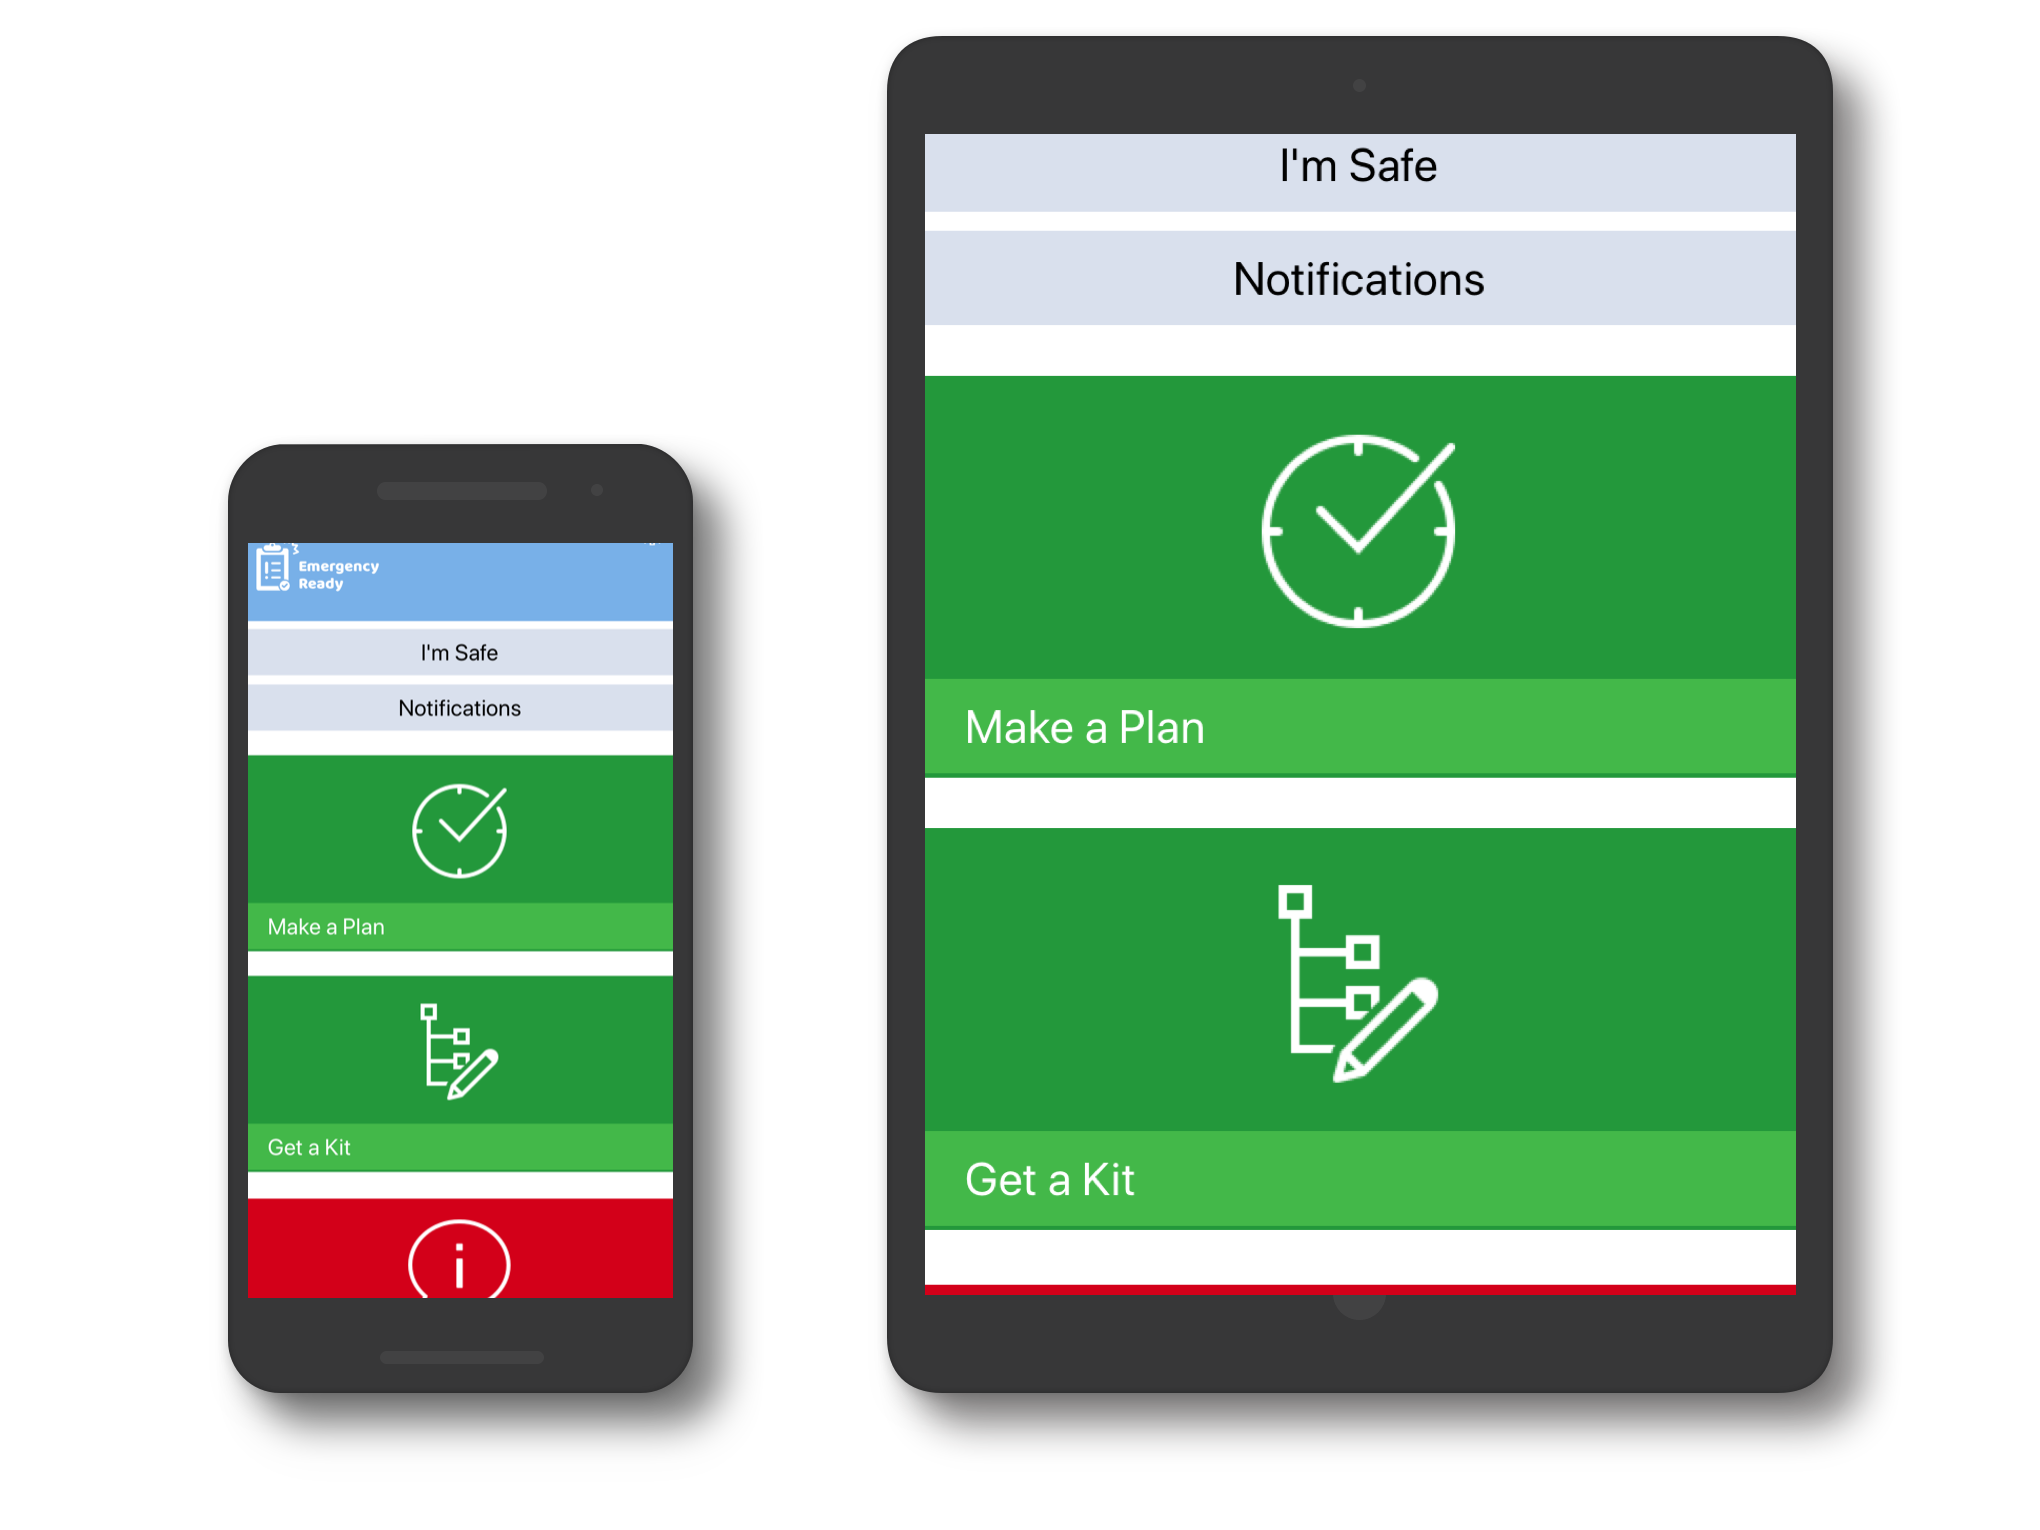 Emergency
Ready
I'm Safe
Notifications
Make a Plan
Get a Kit
I'm Safe
Notifications
Make a Plan
Get a Kit